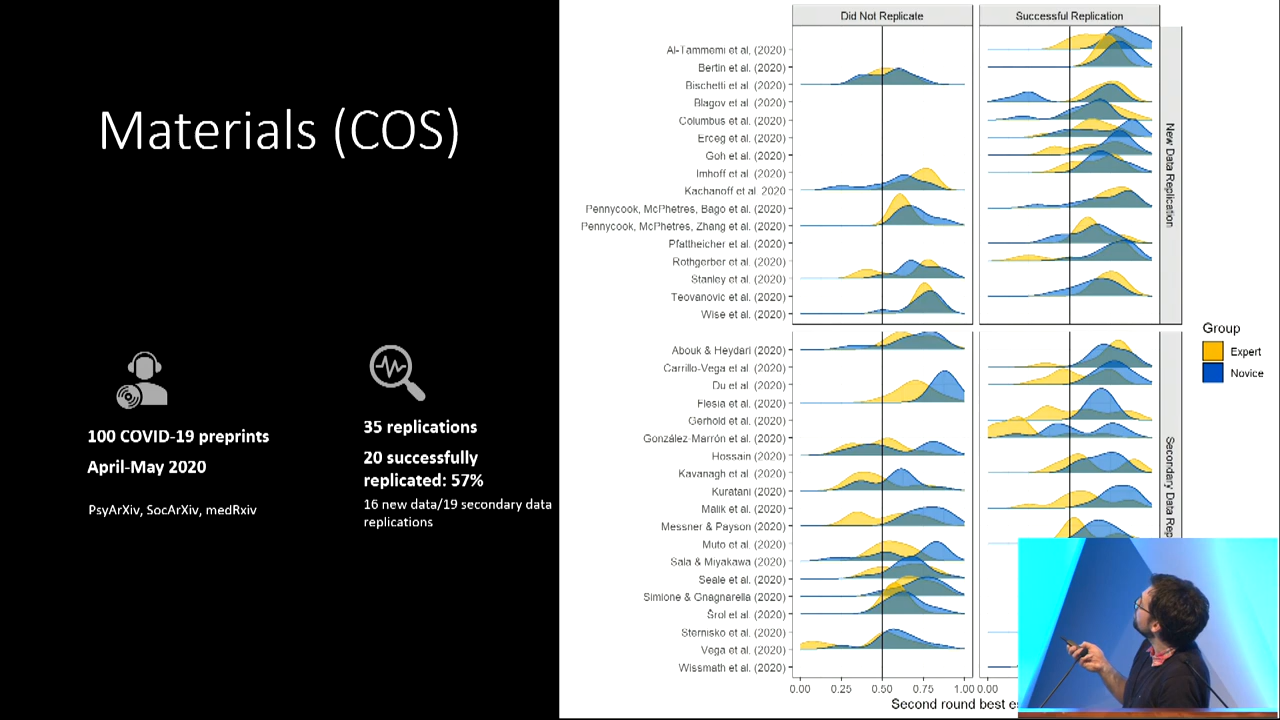 Materials (COS)
100 COVID-19 preprints
April-May 2020
PsyArXiv, SocArXiv, medRxiv
35 replications
20 successfully
replicated: 57%
16 new data/19 secondary data
replications
Did Not Replicate
Successful Replication
Al-Tammemi et al. (2020)
Bertin et al. (2020)
Bischetti et al. (2020)
Blagov et al. (2020)
Columbus et al. (2020)
Erceg et al. (2020)
Goh et al. (2020)
Imhoff et al. (2020)
Kachanoff et al. 2020
Pennycook, McPhetres, Bago et al. (2020)
Pennycook, McPhetres, Zhang et al. (2020)
Pfattheicher et al. (2020)
Rothgerber et al. (2020)
Stanley et al. (2020)
Teovanovic et al. (2020)
Wise et al. (2020)
New Data Replication
Abouk & Heydari (2020)
Carrillo-Vega et al. (2020)
Du et al. (2020)
Flesia et al. (2020)
Gerhold et al. (2020)
González-Marrón et al. (2020)
Hossain et al. (2020)
Kavanagh et al. (2020)
Kuratani et al. (2020)
Malik et al. (2020)
Messner & Payson (2020)
Muto et al. (2020)
Sala & Miyakawa (2020)
Seale et al. (2020)
Simione & Gnagnarella (2020)
Šrol et al. (2020)
Sternisko et al. (2020)
Vega et al. (2020)
Wissmath et al. (2020)
Secondary Data Rep
0.00 0.25 0.50 0.75 1.00 0.00
Second round best es
Group
Expert
Novice